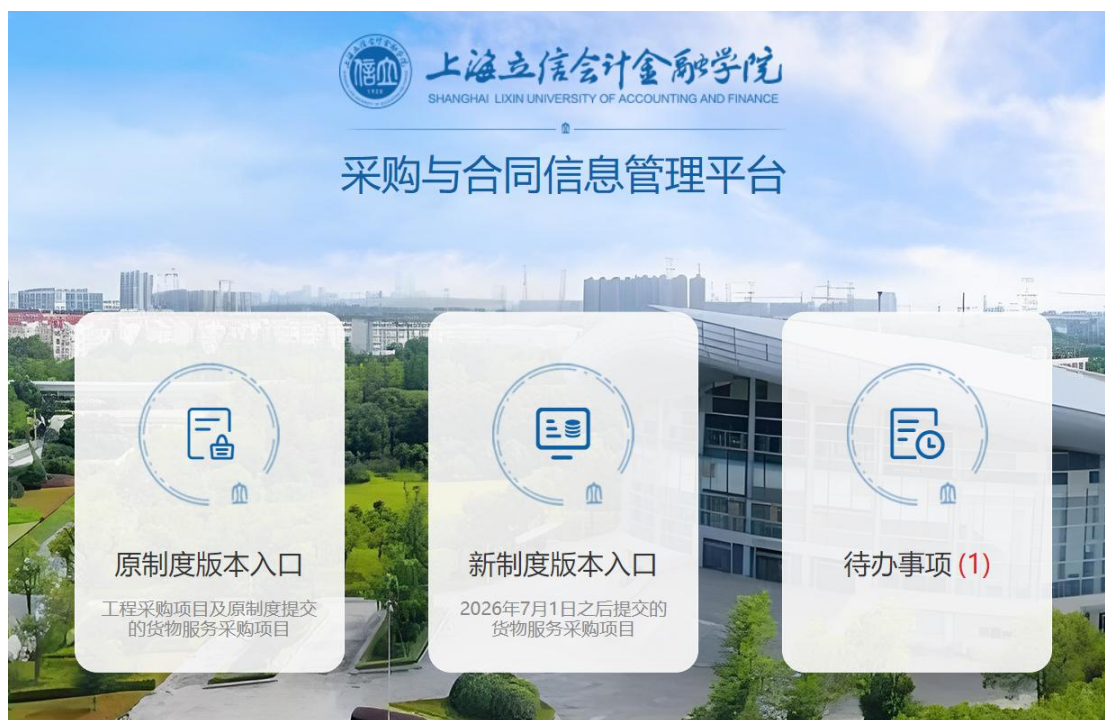 上海立信会计金融学院
SHANGHAI LIXIN UNIVERSITY OF ACCOUNTING AND FINANCE
采购与合同信息管理平台
原制度版本入口
工程采购项目及原制度提交
的货物服务采购项目
新制度版本入口
2026年7月1日之后提交的
货物服务采购项目
待办事项 (1)